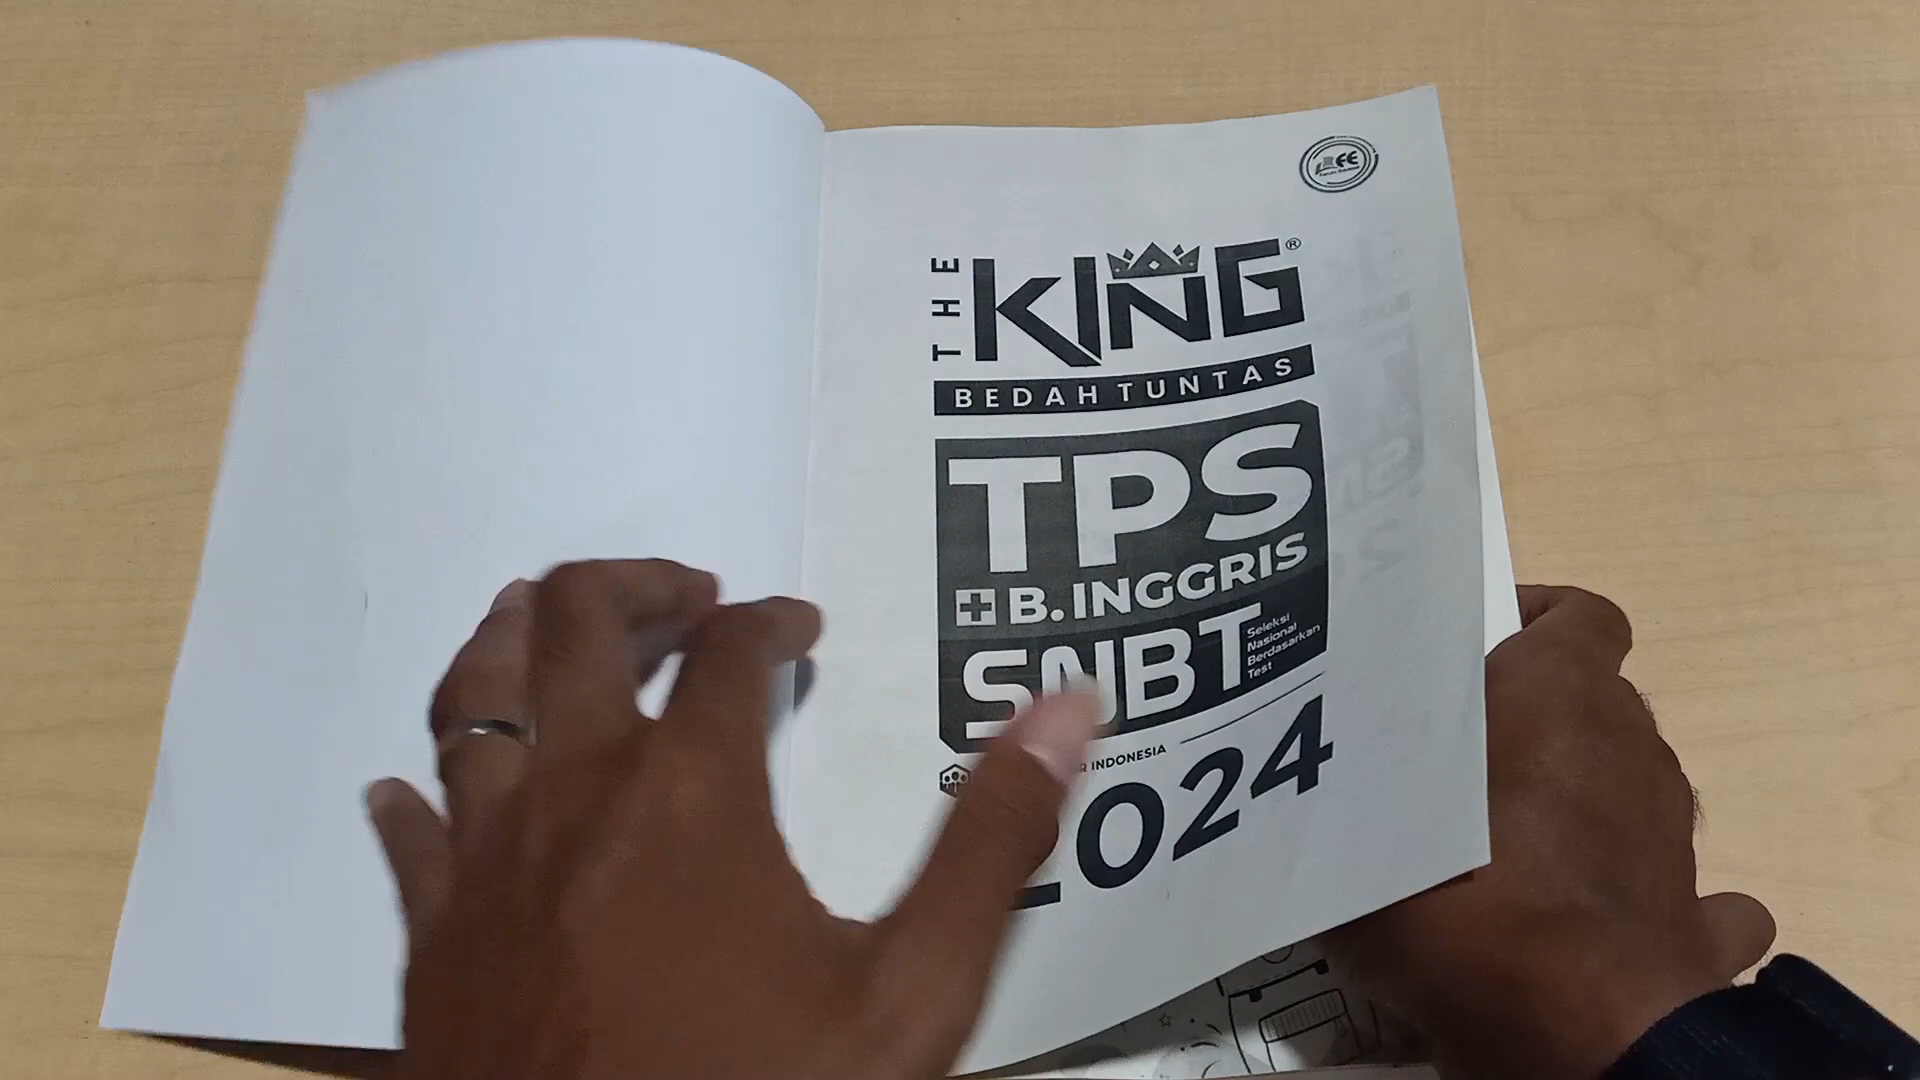 THE KING®
BEDAH TUNTAS
TPS
+ B. INGGRIS
SNBT
Seleksi
Nasional
Berdasarkan
Test
INDONESIA
2024